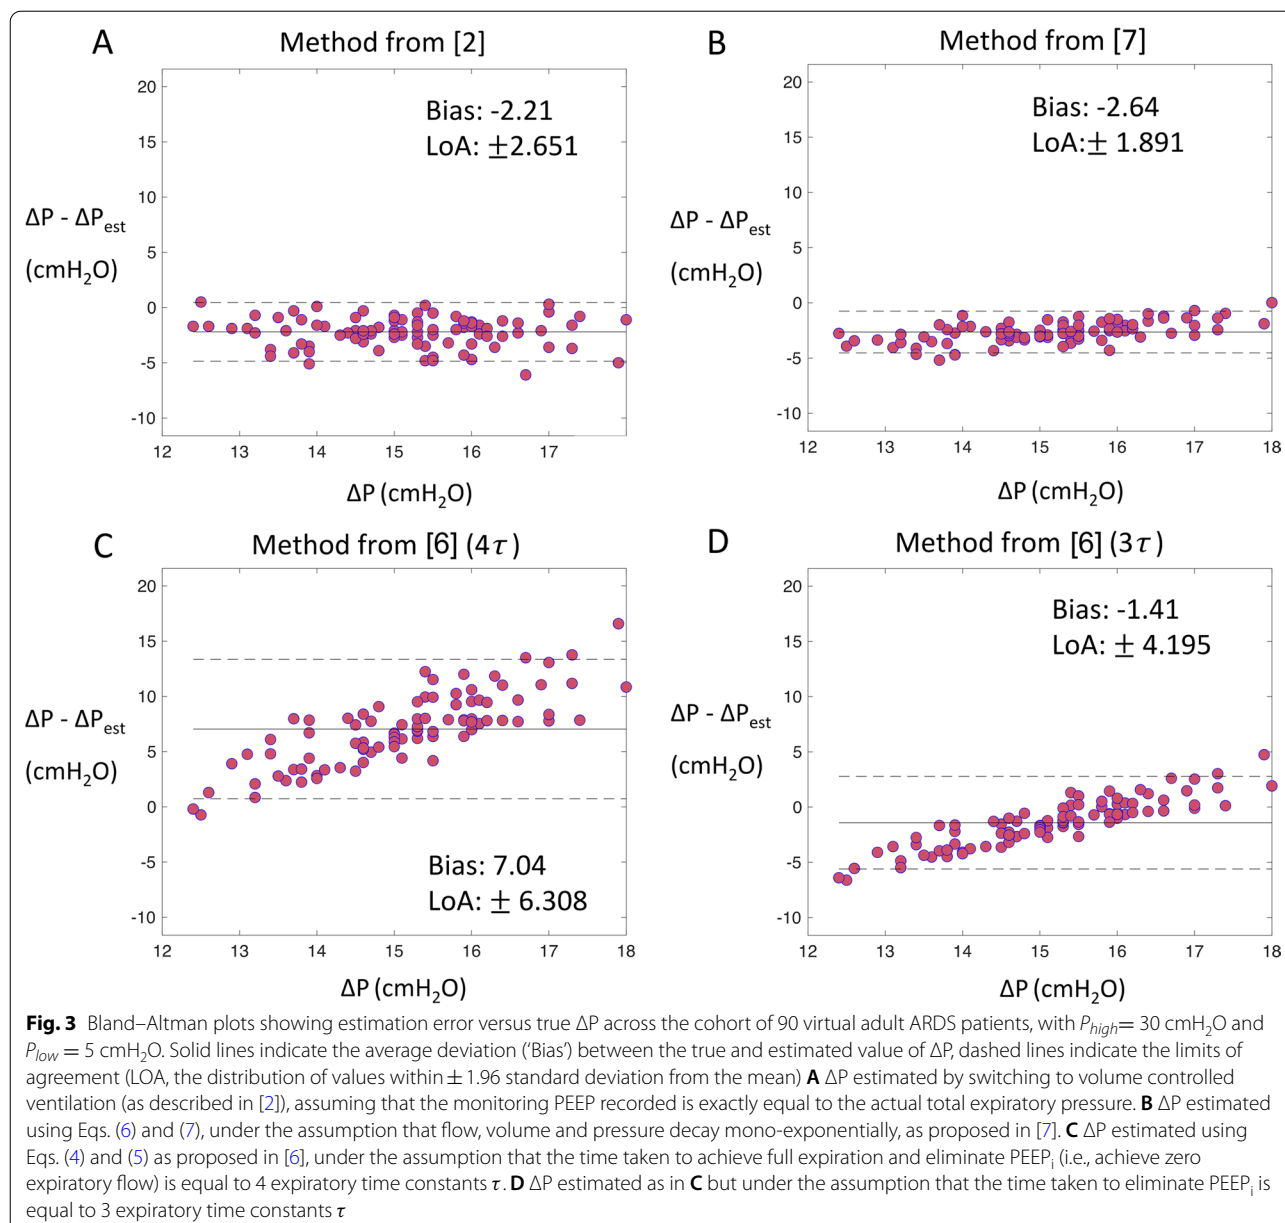 A
Method from [2]
Bias: -2.21
LoA: ±2.651
20
15
10
5
0
-5
-10
ΔP - ΔPest
(cmH2O)
12 13 14 15 16 17
ΔP (cmH2O)
B
Method from [7]
Bias: -2.64
LoA:± 1.891
20
15
10
5
0
-5
-10
ΔP - ΔPest
(cmH2O)
12 13 14 15 16 17 18
ΔP (cmH2O)
C
Method from [6] (4τ)
20
15
10
5
0
-5
-10
ΔP - ΔPest
(cmH2O)
Bias: 7.04
LoA: ± 6.308
12 13 14 15 16 17 18
ΔP (cmH2O)
D
Method from [6] (3τ)
Bias: -1.41
LoA: ± 4.195
20
15
10
5
0
-5
-10
ΔP - ΔPest
(cmH2O)
12 13 14 15 16 17 18
ΔP (cmH2O)
Fig. 3 Bland–Altman plots showing estimation error versus true ΔP across the cohort of 90 virtual adult ARDS patients, with Phigh= 30 cmH2O and
Plow = 5 cmH2O. Solid lines indicate the average deviation (‘Bias’) between the true and estimated value of ΔP, dashed lines indicate the limits of
agreement (LOA, the distribution of values within ± 1.96 standard deviation from the mean) A ΔP estimated by switching to volume controlled
ventilation (as described in [2]), assuming that the monitoring PEEP recorded is exactly equal to the actual total expiratory pressure. B ΔP estimated
using Eqs. (6) and (7), under the assumption that flow, volume and pressure decay mono-exponentially, as proposed in [7]. C ΔP estimated using
Eqs. (4) and (5) as proposed in [6], under the assumption that the time taken to achieve full expiration and eliminate PEEPi (i.e., achieve zero
expiratory flow) is equal to 4 expiratory time constants τ. D ΔP estimated as in C but under the assumption that the time taken to eliminate PEEPi is
equal to 3 expiratory time constants τ